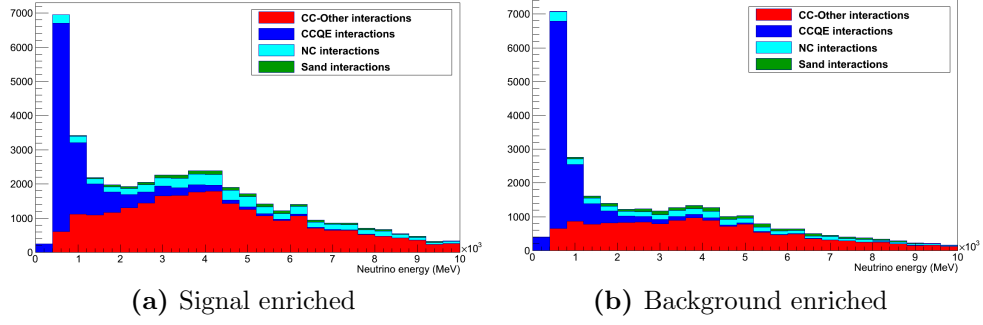 7000
6000
5000
4000
3000
2000
1000
0
CC-Other interactions
CCQE interactions
NC interactions
Sand interactions
0 1 2 3 4 5 6 7 8 9 10
×10³
Neutrino energy (MeV)
(a) Signal enriched
7000
6000
5000
4000
3000
2000
1000
0
CC-Other interactions
CCQE interactions
NC interactions
Sand interactions
0 1 2 3 4 5 6 7 8 9 10
×10³
Neutrino energy (MeV)
(b) Background enriched